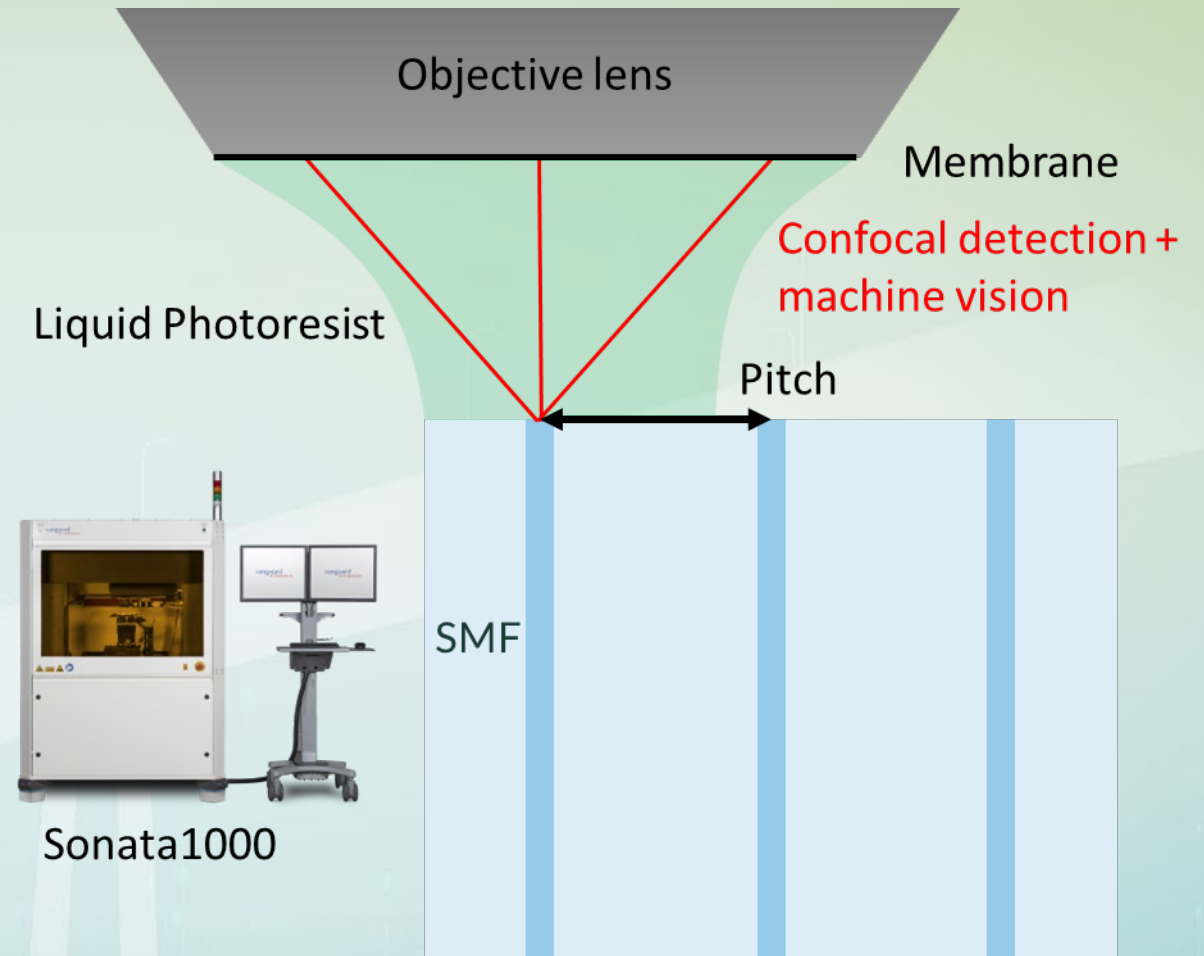 Objective lens
Membrane
Confocal detection +
machine vision
Liquid Photoresist
Pitch
SMF
Sonata1000